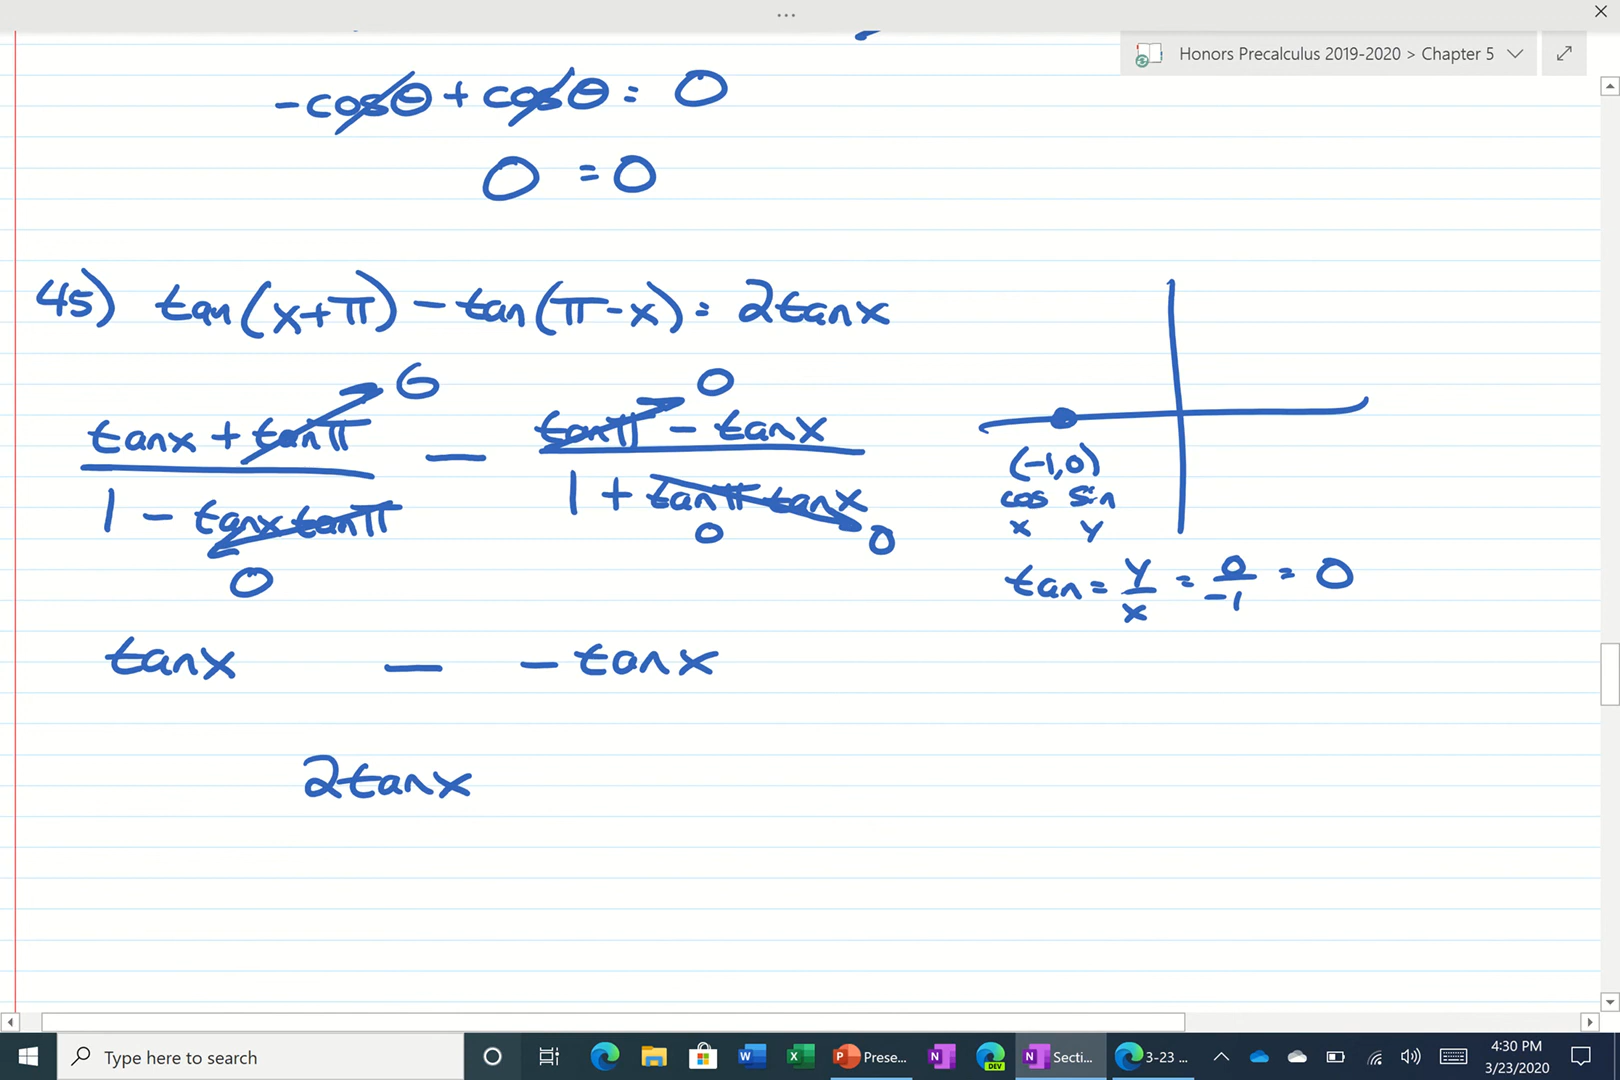 Honors Precalculus 2019-2020 > Chapter 5
-cosθ + cosθ = 0
0 = 0
45) tan(x+π) - tan(π-x) = 2tanx
0 0
tanx + tanπ — tanπ - tanx
1 - tanx tanπ 1 + tanπ tanx
0 0 0
(-1,0)
cos sin
x y
tan = y/x = 0/-1 = 0
tanx — - tanx
2tanx
Type here to search
Prese...
Secti...
3-23 ...
DEV
4:30 PM
3/23/2020